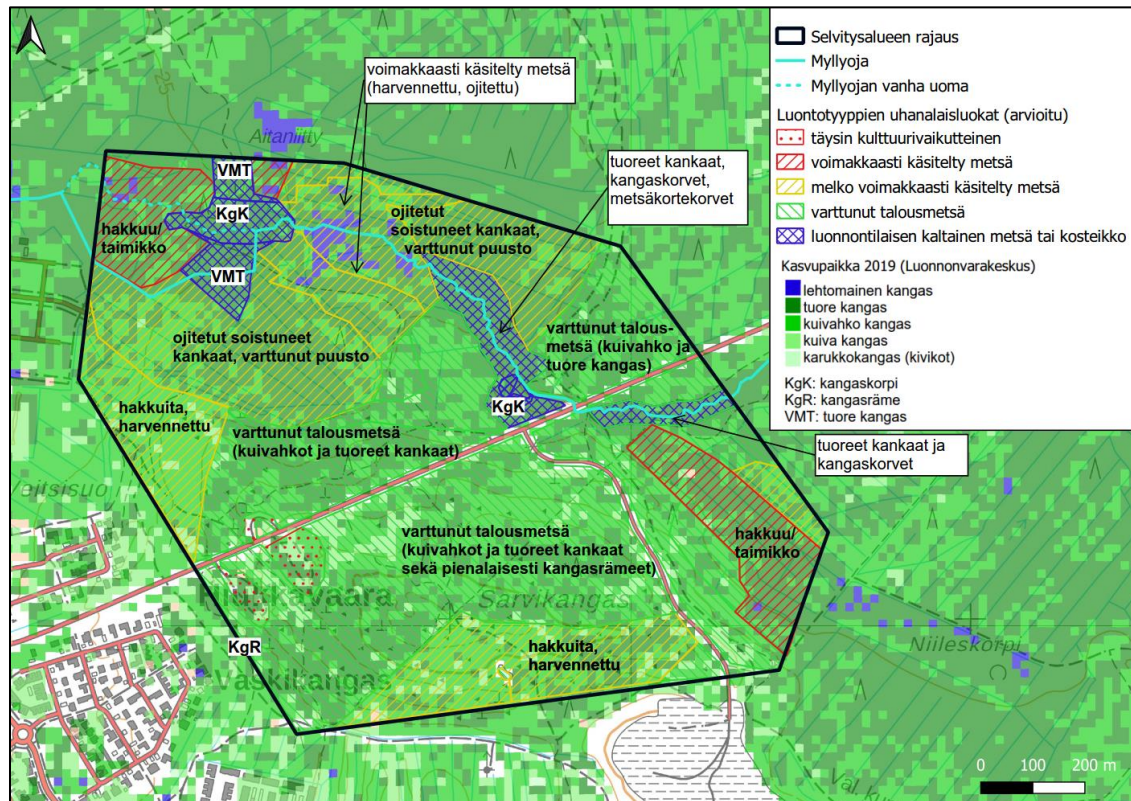 voimakkaasti käsitelty metsä
(harvennettu, ojitettu)
25
Aitaniitty
tuoreet kankaat,
kangaskorvet,
metsäkortekorvet
VMT
KgK
hakkuu/
taimikko
VMT
ojitetut
soistuneet kankaat,
varttunut puusto
ojitetut soistuneet
kankaat, varttunut puusto
varttunut talous-
metsä (kuivahko ja
tuore kangas)
KgK
hakkuita,
harvennettu
varttunut talousmetsä
(kuivahkot ja tuoreet kankaat)
tuoreet kankaat ja
kangaskorvet
Veitsisuo
varttunut talousmetsä
(kuivahkot ja tuoreet kankaat
sekä pienalaisesti kangasrämeet)
hakkuu/
taimikko
Sarvikangas
KgR
Vaskikangas
hakkuita,
harvennettu
Niileskorpi
Selvitysalueen rajaus
Myllyoja
Myllyojan vanha uoma
Luontotyyppien uhanalaisluokat (arvioitu)
täysin kulttuurivaikutteinen
voimakkaasti käsitelty metsä
melko voimakkaasti käsitelty metsä
varttunut talousmetsä
luonnontilaisen kaltainen metsä tai kosteikko
Kasvupaikka 2019 (Luonnonvarakeskus)
lehtomainen kangas
tuore kangas
kuivahko kangas
kuiva kangas
karukkokangas (kivikot)
KgK: kangaskorpi
KgR: kangasräme
VMT: tuore kangas
0 100 200 m